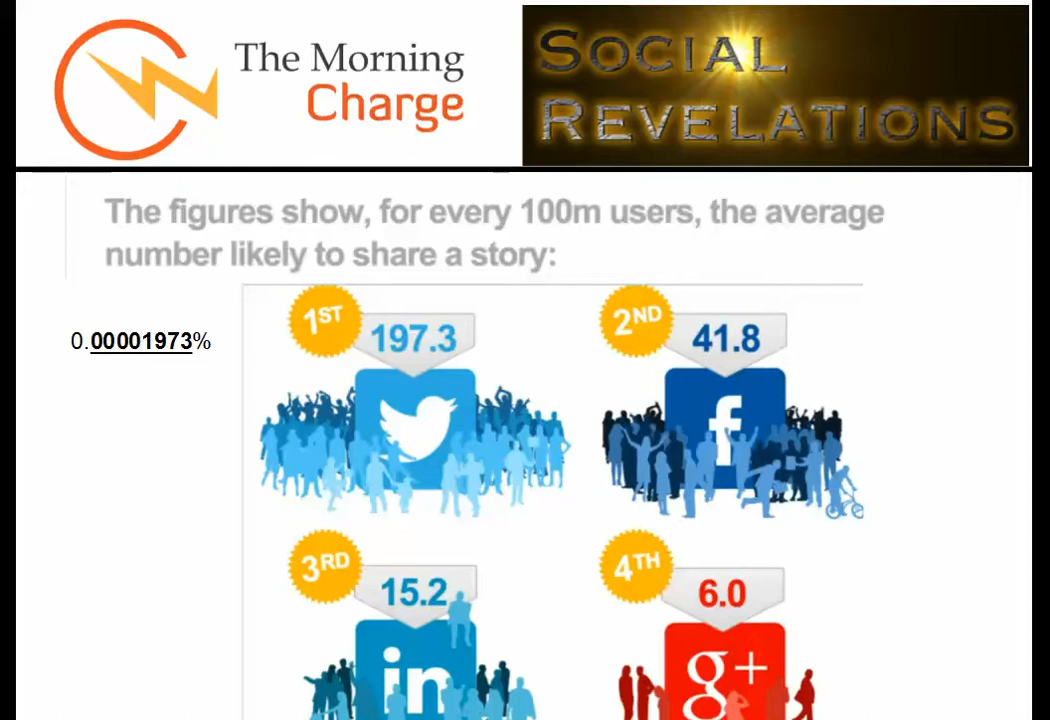 The Morning
Charge
SOCIAL
REVELATIONS
The figures show, for every 100m users, the average
number likely to share a story:
0.00001973%
1ST
197.3
2ND
41.8
f
3RD
15.2
in
4TH
6.0
g+